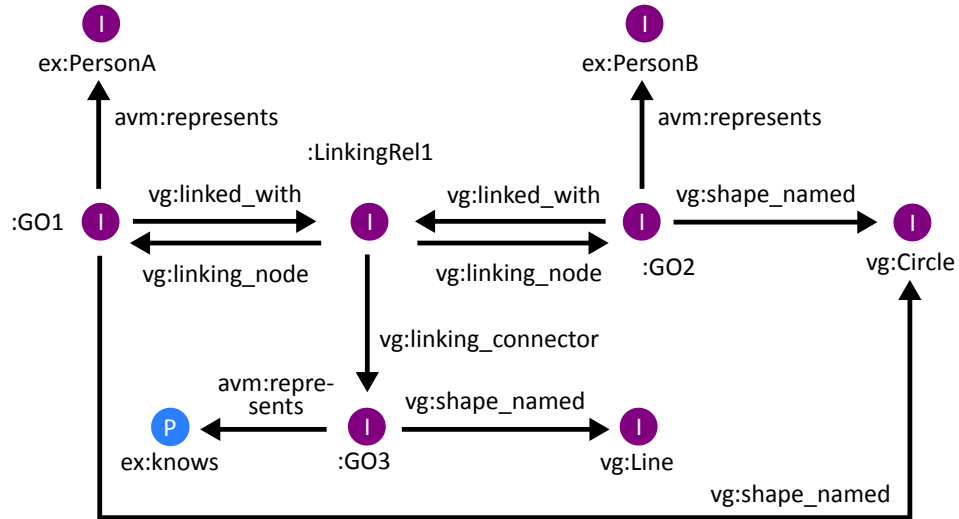 I
I
ex:PersonA
ex:PersonB
avm:represents
avm:represents
:LinkingRel1
vg:linked_with
vg:linked_with
vg:shape_named
:GO1
I
I
I
I
vg:linking_node
vg:linking_node
:GO2
vg:Circle
vg:linking_connector
avm:repre-
sents
vg:shape_named
P
I
I
ex:knows
:GO3
vg:Line
vg:shape_named